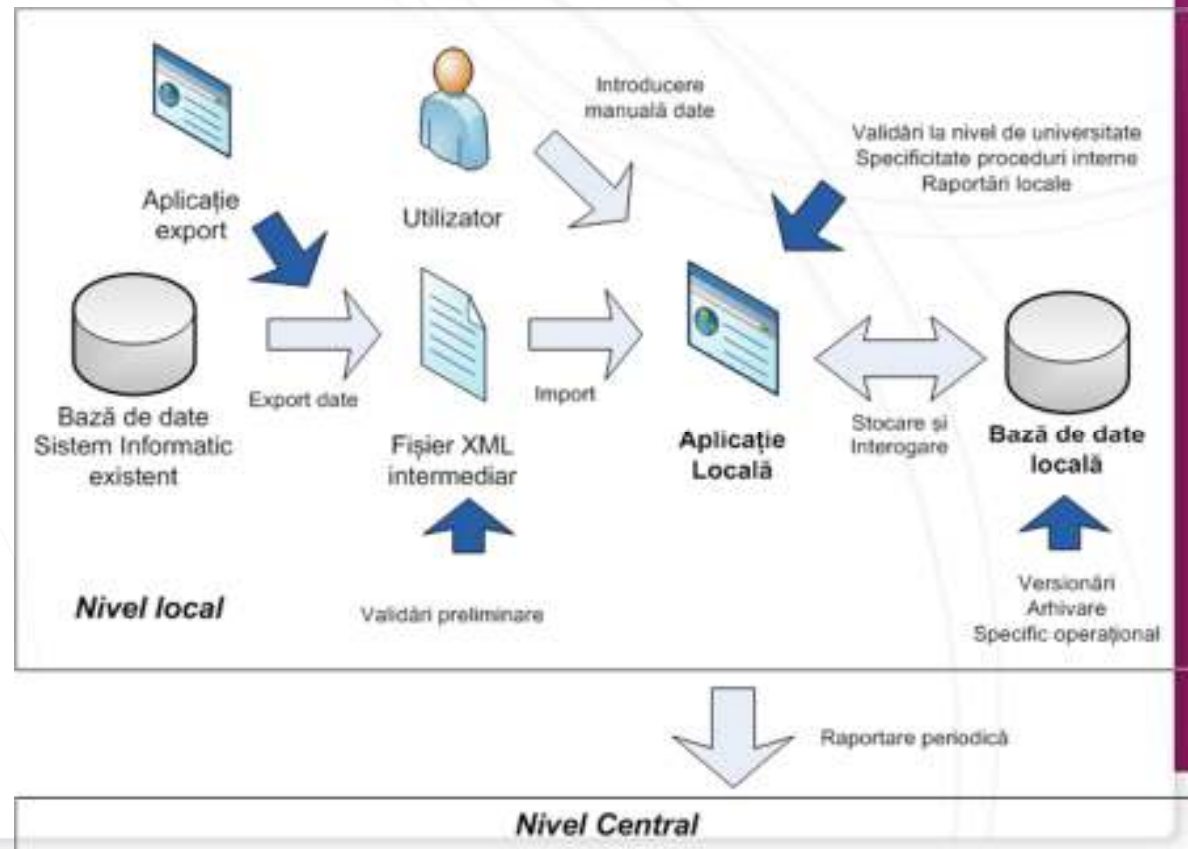 Introducere
manuală date
Validări la nivel de universitate
Specificitate proceduri interne
Raportări locale
Aplicație
export
Utilizator
Export date
Import
Bază de date
Sistem Informatic
existent
Fișier XML
intermediar
Aplicație
Locală
Stocare și
Interogare
Bază de date
locală
Nivel local
Validări preliminare
Versionări
Arhivare
Specific operațional
Raportare periodică
Nivel Central